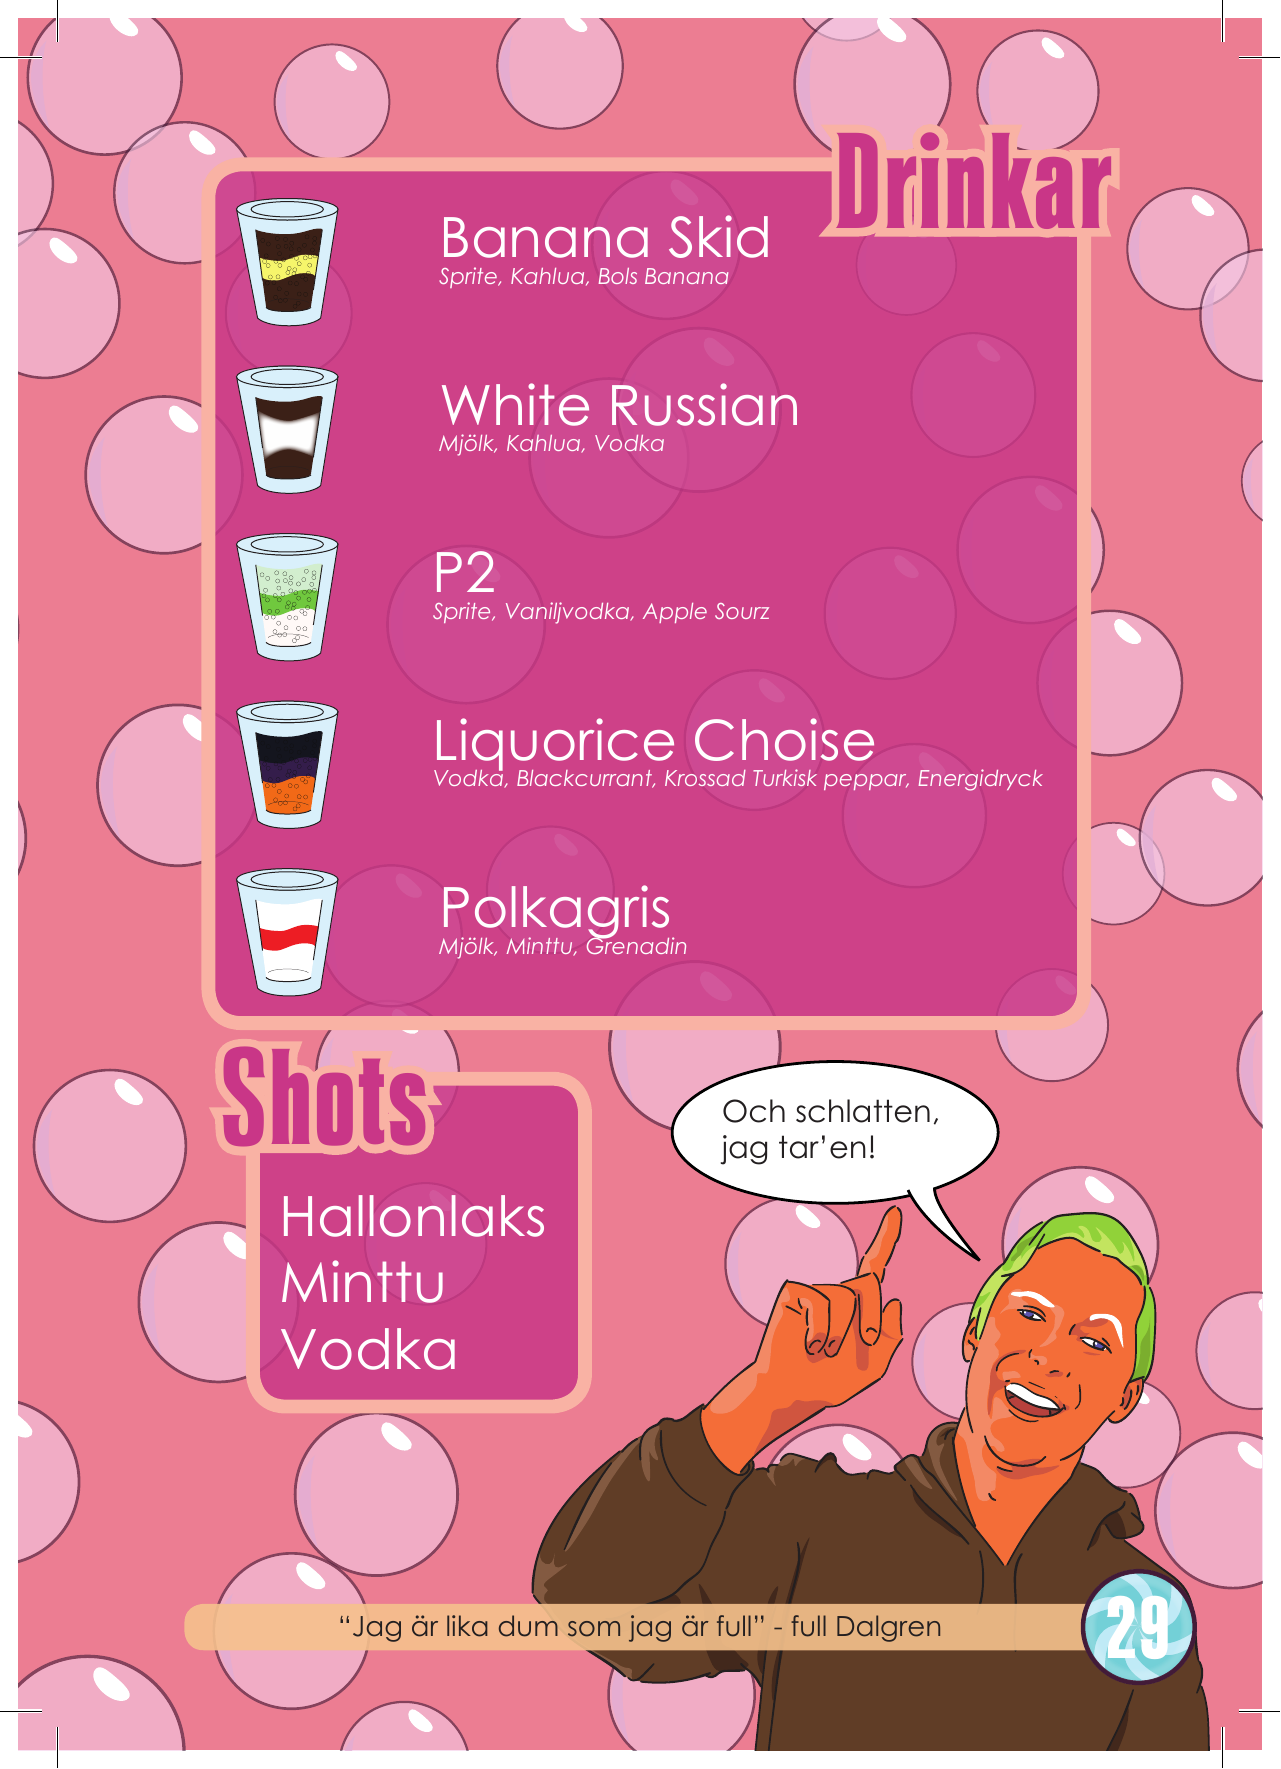 Drinkar
Banana Skid
Sprite, Kahlua, Bols Banana
White Russian
Mjölk, Kahlua, Vodka
P2
Sprite, Vaniljvodka, Apple Sourz
Liquorice Choise
Vodka, Blackcurrant, Krossad Turkisk peppar, Energidryck
Polkagris
Mjölk, Minttu, Grenadin
Shots
Hallonlaks
Minttu
Vodka
Och schlatten,
jag tar’en!
“Jag är lika dum som jag är full” - full Dalgren
29